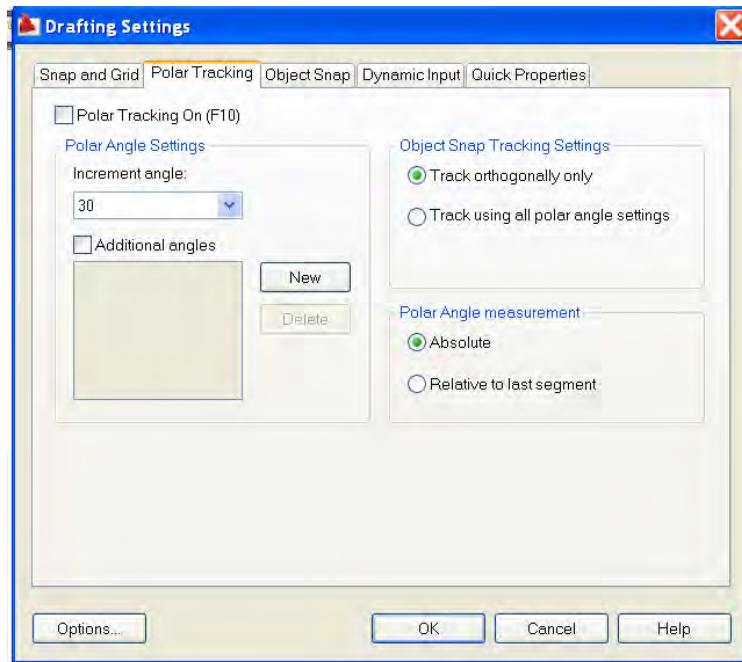 Drafting Settings
Snap and Grid Polar Tracking Object Snap Dynamic Input Quick Properties
Polar Tracking On (F10)
Polar Angle Settings
Increment angle:
30
Additional angles
New
Delete
Object Snap Tracking Settings
Track orthogonally only
Track using all polar angle settings
Polar Angle measurement
Absolute
Relative to last segment
Options...
OK
Cancel
Help